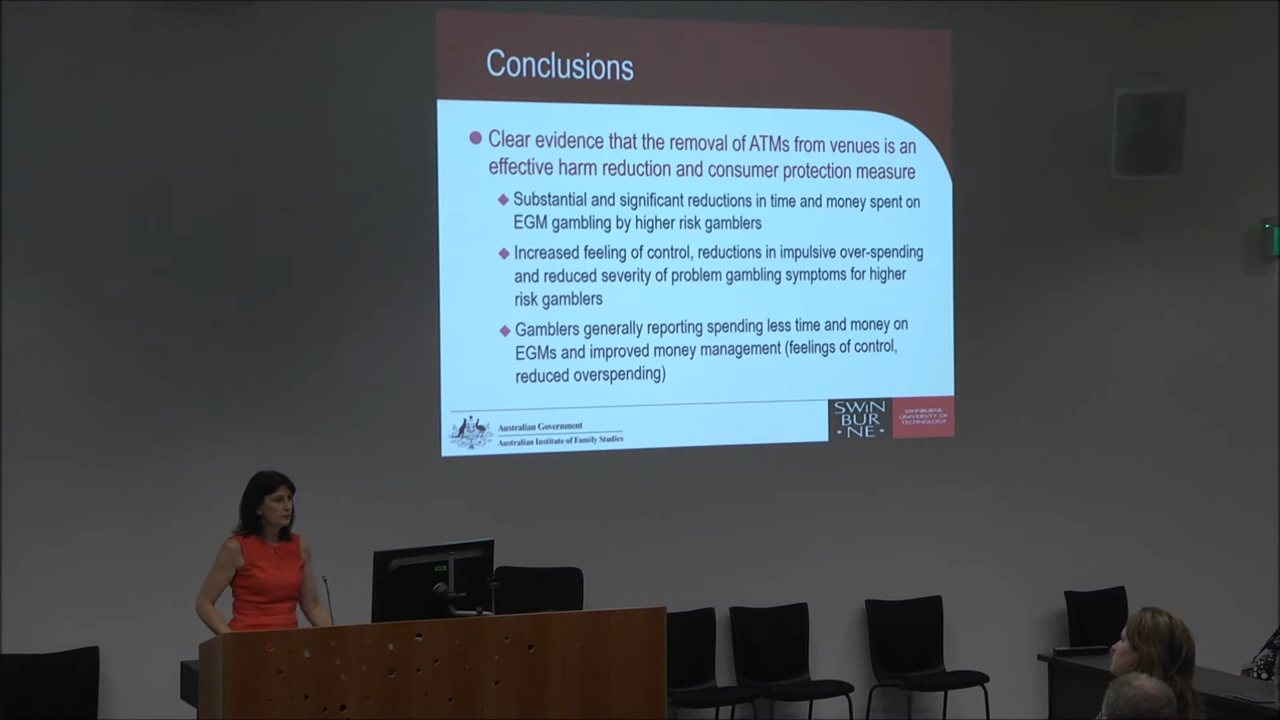 Conclusions
Clear evidence that the removal of ATMs from venues is an
effective harm reduction and consumer protection measure
Substantial and significant reductions in time and money spent on
EGM gambling by higher risk gamblers
Increased feeling of control, reductions in impulsive over-spending
and reduced severity of problem gambling symptoms for higher
risk gamblers
Gamblers generally reporting spending less time and money on
EGMs and improved money management (feelings of control,
reduced overspending)
Australian Government
Australian Institute of Family Studies
SWiN
BUR
• NE •
SWINBURNE
UNIVERSITY OF
TECHNOLOGY